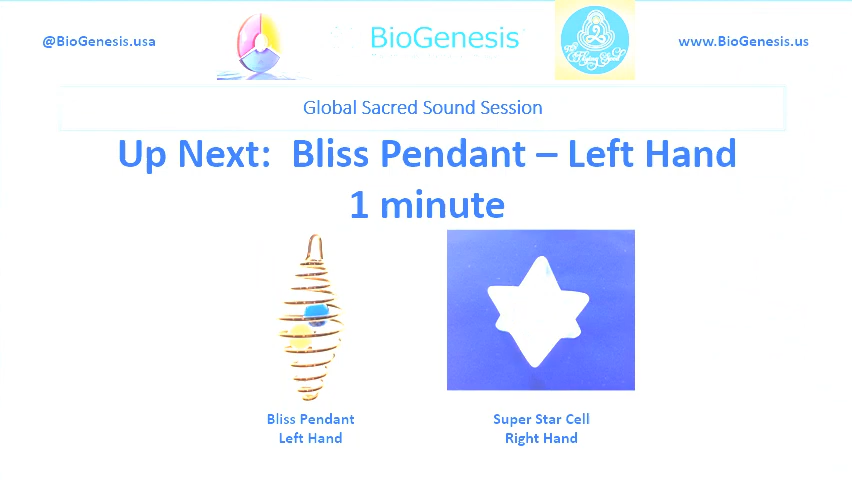 @BioGenesis.usa
BioGenesis
www.BioGenesis.us
Global Sacred Sound Session
Up Next: Bliss Pendant – Left Hand
1 minute
Bliss Pendant
Left Hand
Super Star Cell
Right Hand